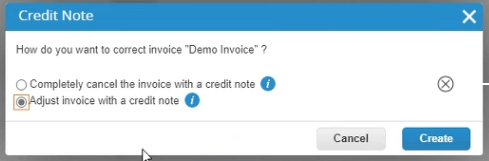 Credit Note
How do you want to correct invoice "Demo Invoice" ?
Completely cancel the invoice with a credit note
Adjust invoice with a credit note
Cancel
Create